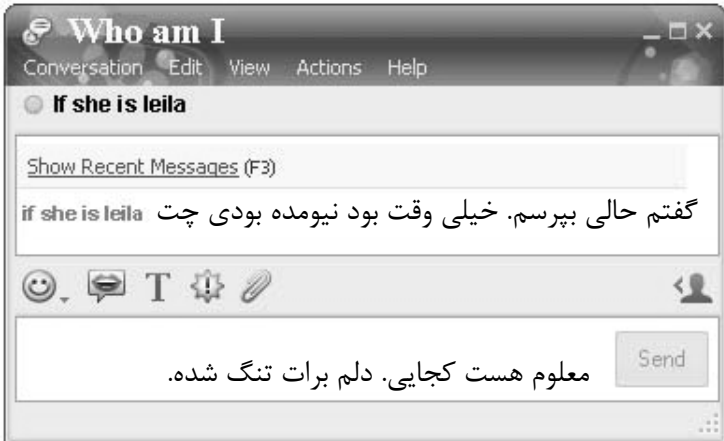 Who am I
Conversation Edit View Actions Help
If she is leila
Show Recent Messages (F3)
if she is leila گفتم حالی بپرسم. خیلی وقت بود نیومده بودی چت
T
معلوم هست کجایی. دلم برات تنگ شده.
Send